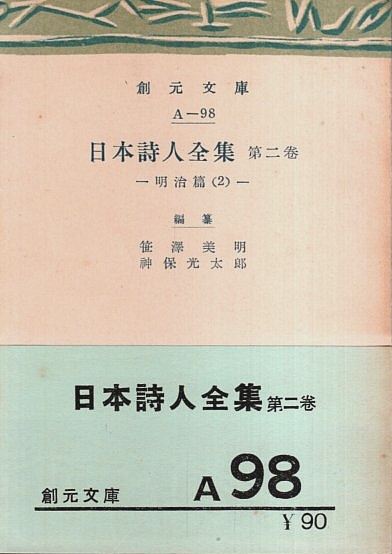 創元文庫
A—98
日本詩人全集 第二巻
— 明治篇(2) —
編纂
笹澤美明
神保光太郎
日本詩人全集 第二巻
創元文庫 A98
¥90